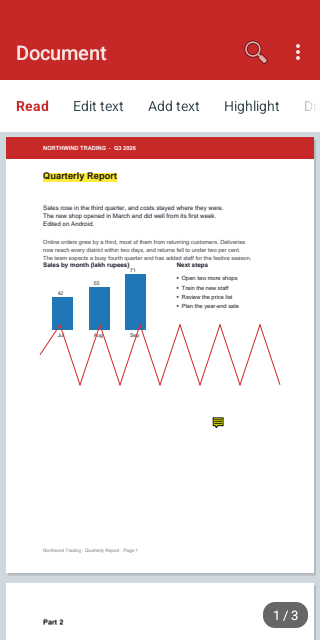 Document
Read
Edit text
Add text
Highlight
Dr
NORTHWIND TRADING - Q3 2026
Quarterly Report
Sales rose in the third quarter, and costs stayed where they were.
The new shop opened in March and did well from its first week.
Edited on Android.
Online orders grew by a third, most of them from returning customers. Deliveries
now reach every district within two days, and returns fell to under two per cent.
The team expects a busy fourth quarter and has added staff for the festive season.
Sales by month (lakh rupees)
71
55
42
Jul
Aug
Sep
Next steps
• Open two more shops
• Train the new staff
• Review the price list
• Plan the year-end sale
Northwind Trading - Quarterly Report - Page 1
1 / 3
Part 2